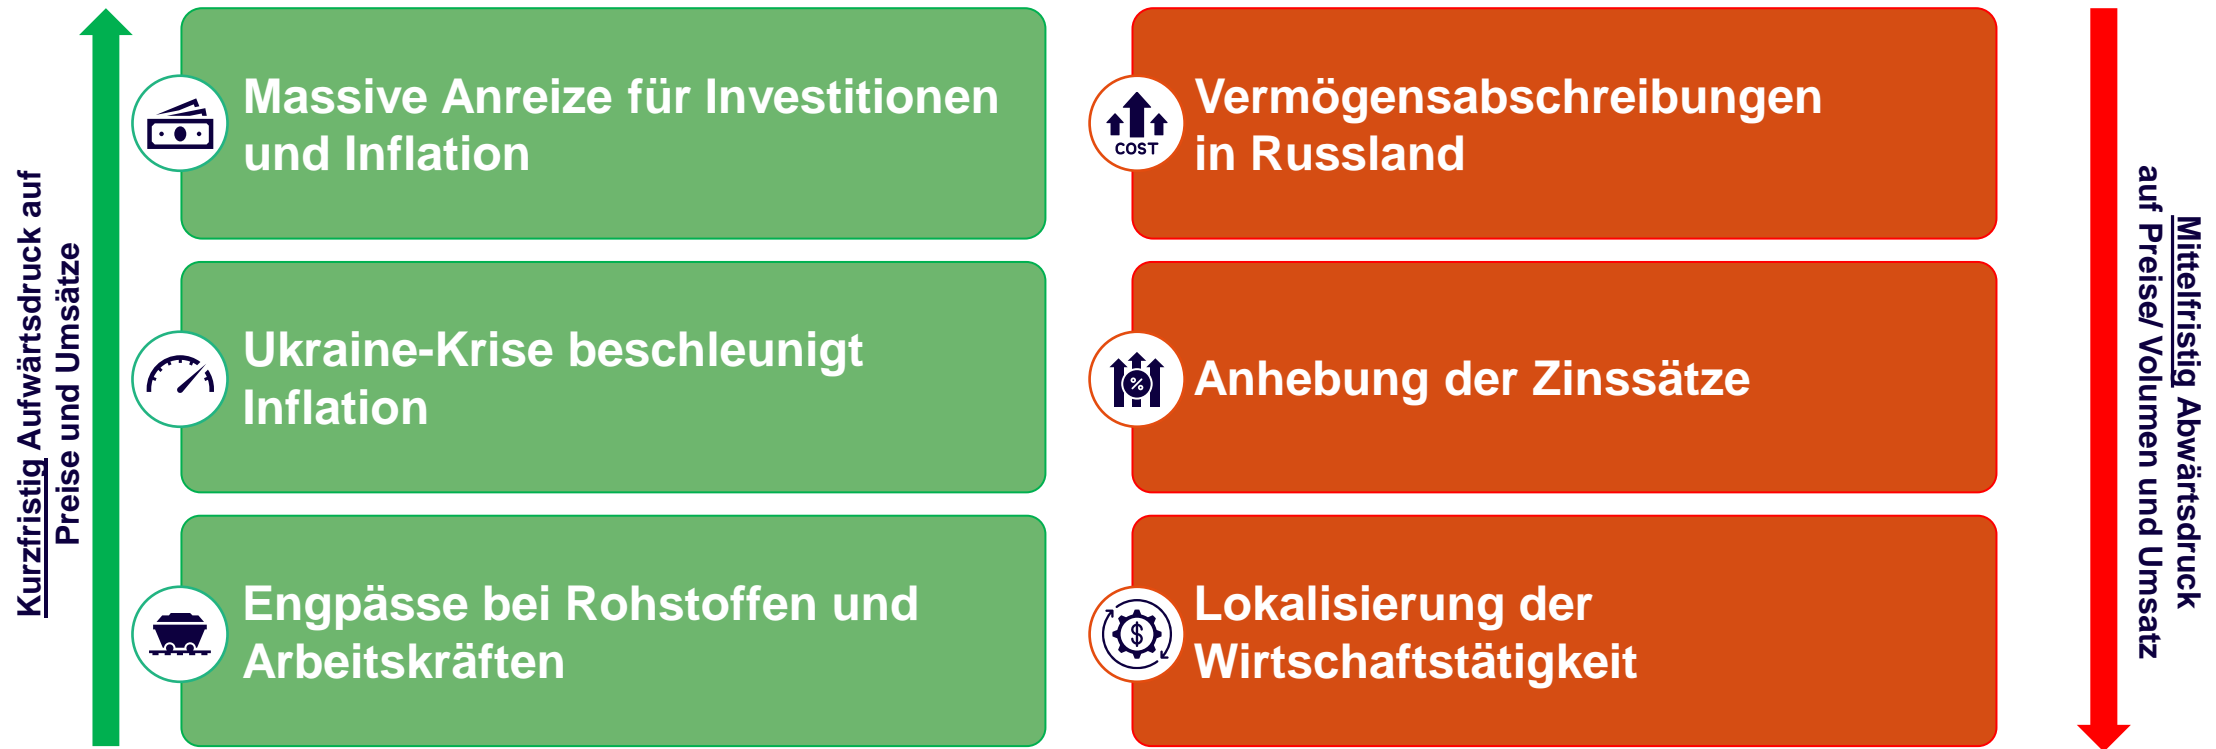 Kurzfristig Aufwärtsdruck auf
Preise und Umsätze
Massive Anreize für Investitionen
und Inflation
Ukraine-Krise beschleunigt
Inflation
Engpässe bei Rohstoffen und
Arbeitskräften
COST
Vermögensabschreibungen
in Russland
%
Anhebung der Zinssätze
$
Lokalisierung der
Wirtschaftstätigkeit
Mittelfristig Abwärtsdruck
auf Preise/ Volumen und Umsatz